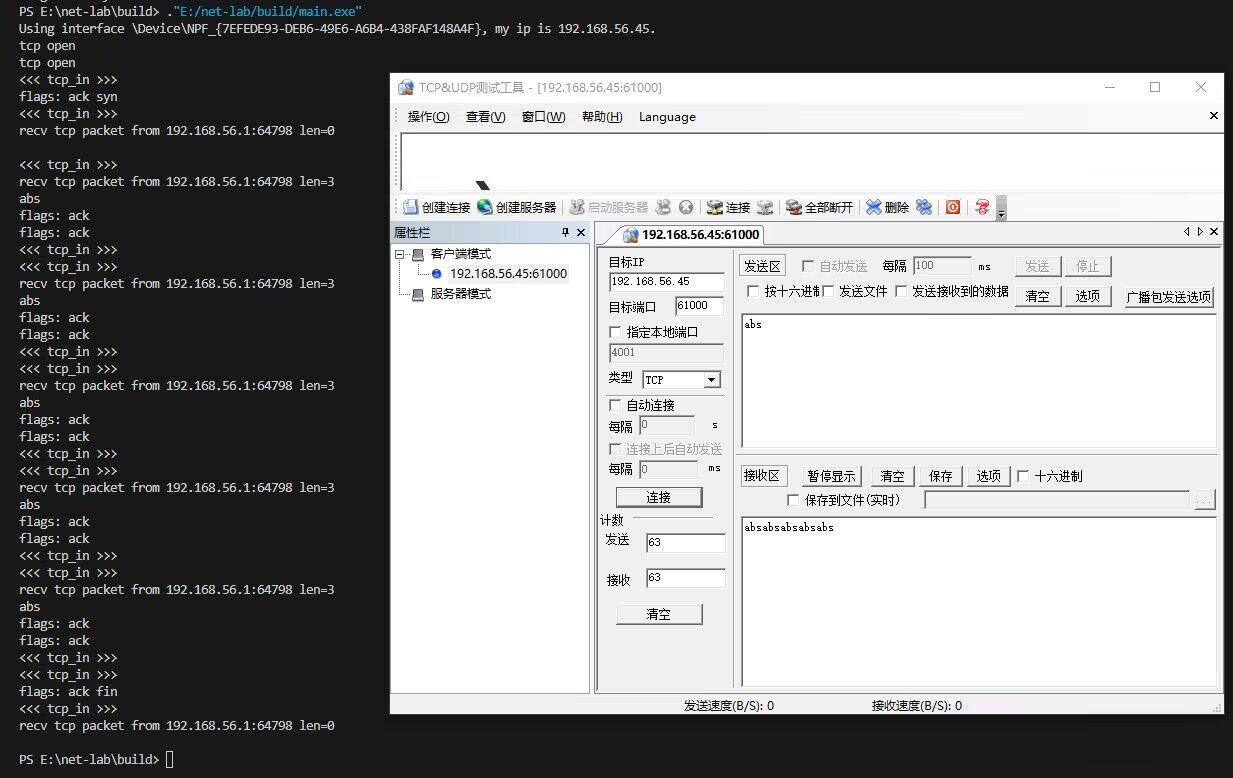 PS E:\net-lab\build> ."E:/net-lab/build/main.exe"
Using interface \Device\NPF_{7EFEDE93-DEB6-49E6-A6B4-438FAF148A4F}, my ip is 192.168.56.45.
tcp open
tcp open
<<< tcp_in >>>
flags: ack syn
<<< tcp_in >>>
recv tcp packet from 192.168.56.1:64798 len=0
<<< tcp_in >>>
recv tcp packet from 192.168.56.1:64798 len=3
abs
flags: ack
flags: ack
<<< tcp_in >>>
<<< tcp_in >>>
recv tcp packet from 192.168.56.1:64798 len=3
abs
flags: ack
flags: ack
<<< tcp_in >>>
<<< tcp_in >>>
recv tcp packet from 192.168.56.1:64798 len=3
abs
flags: ack
flags: ack
<<< tcp_in >>>
<<< tcp_in >>>
recv tcp packet from 192.168.56.1:64798 len=3
abs
flags: ack
flags: ack
<<< tcp_in >>>
<<< tcp_in >>>
recv tcp packet from 192.168.56.1:64798 len=3
abs
flags: ack
flags: ack
<<< tcp_in >>>
<<< tcp_in >>>
flags: ack fin
<<< tcp_in >>>
recv tcp packet from 192.168.56.1:64798 len=0
PS E:\net-lab\build>
TCP&UDP测试工具 - [192.168.56.45:61000]
操作(O) 查看(V) 窗口(W) 帮助(H) Language
创建连接 创建服务器 启动服务器 连接 全部断开 删除
属性栏
客户端模式
192.168.56.45:61000
服务器模式
192.168.56.45:61000
目标IP
192.168.56.45
目标端口 61000
指定本地端口
4001
类型 TCP
自动连接
每隔 0 s
连接上后自动发送
每隔 0 ms
连接
计数
发送 63
接收 63
清空
发送区 自动发送 每隔 100 ms 发送 停止
按十六进制 发送文件 发送接收到的数据 清空 选项 广播包发送选项
abs
接收区 暂停显示 清空 保存 选项 十六进制
保存到文件(实时) ...
absabsabsabsabs
发送速度(B/S): 0 接收速度(B/S): 0